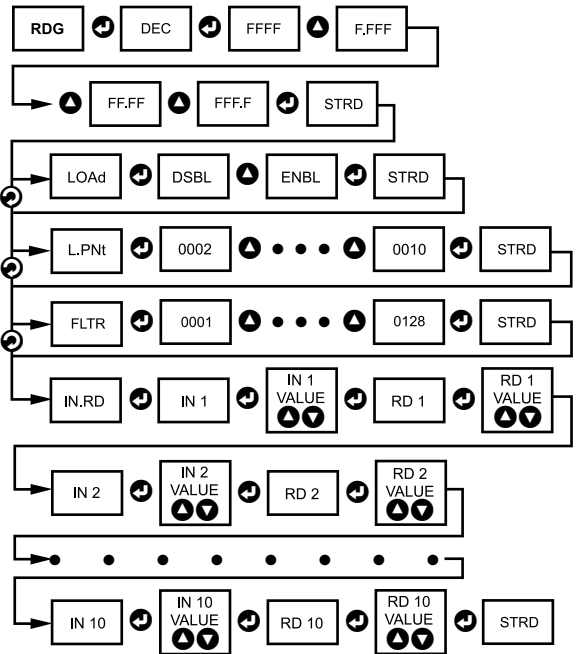 RDG DEC FFFF F.FFF
FF.FF FFF.F STRD
LOAd DSBL ENBL STRD
L.PNt 0002 0010 STRD
FLTR 0001 0128 STRD
IN.RD IN 1 IN 1 VALUE RD 1 RD 1 VALUE
IN 2 IN 2 VALUE RD 2 RD 2 VALUE
IN 10 IN 10 VALUE RD 10 RD 10 VALUE STRD